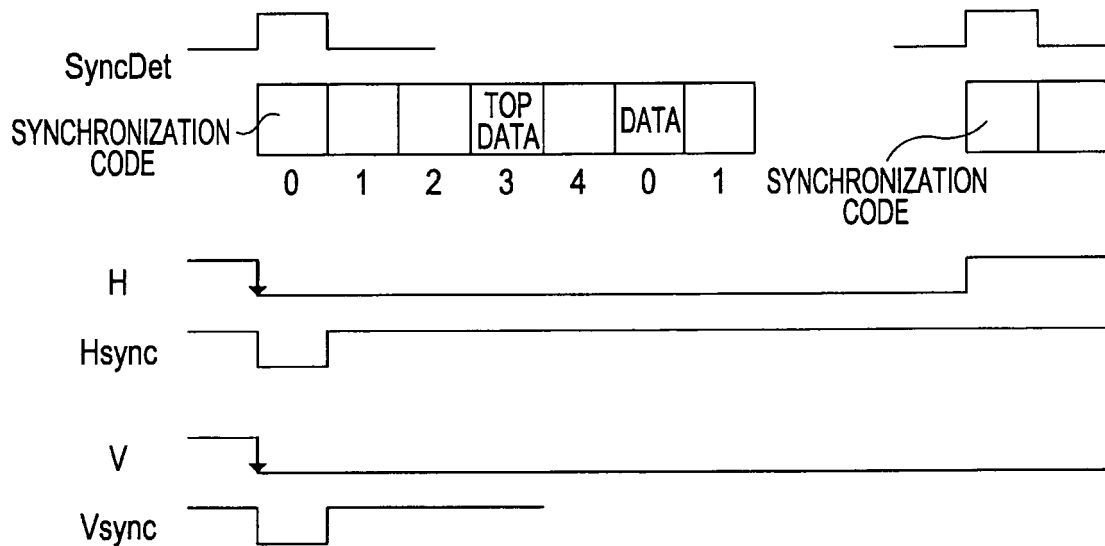 SyncDet
SYNCHRONIZATION
CODE
TOP
DATA
DATA
0 1 2 3 4 0 1
SYNCHRONIZATION
CODE
H
Hsync
V
Vsync